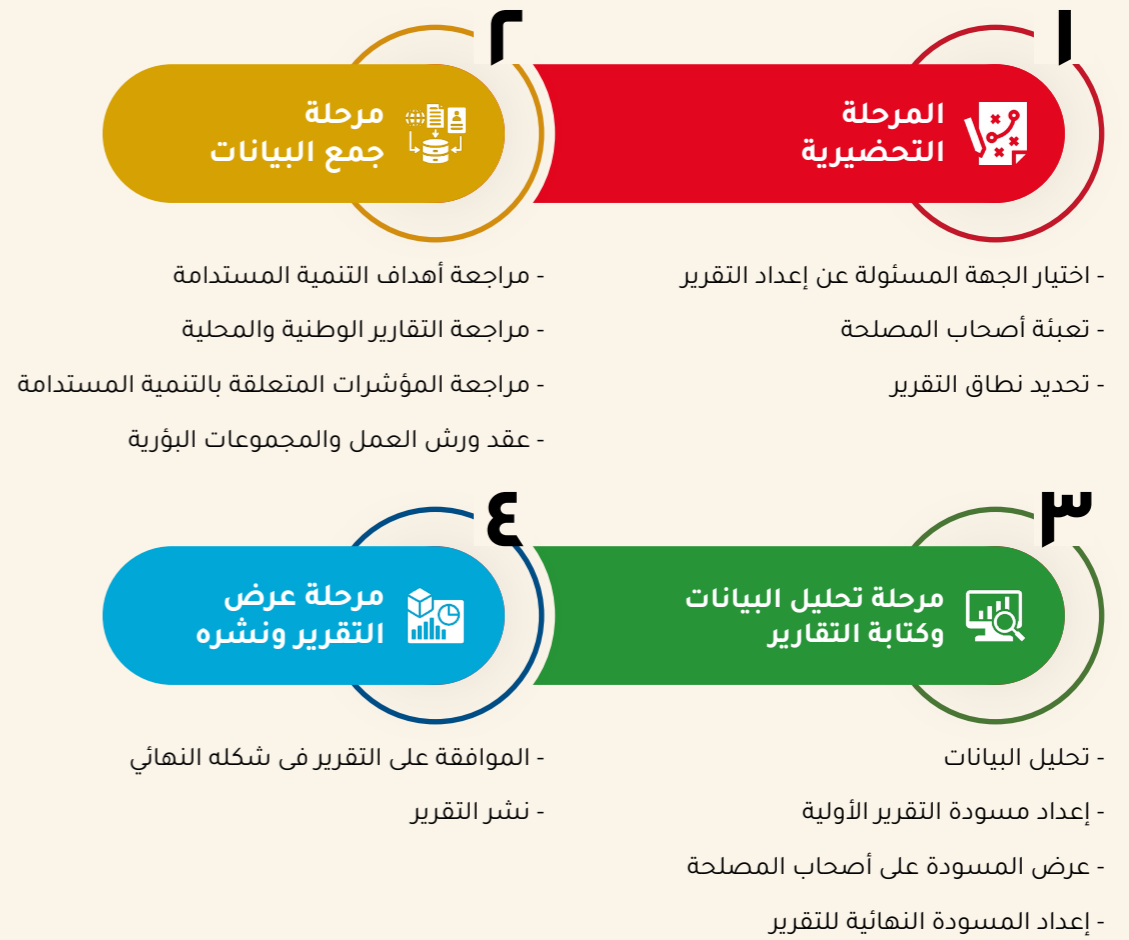 ١
المرحلة
التحضيرية
- اختيار الجهة المسئولة عن إعداد التقرير
- تعبئة أصحاب المصلحة
- تحديد نطاق التقرير
٢
مرحلة
جمع البيانات
- مراجعة أهداف التنمية المستدامة
- مراجعة التقارير الوطنية والمحلية
- مراجعة المؤشرات المتعلقة بالتنمية المستدامة
- عقد ورش العمل والمجموعات البؤرية
٣
مرحلة تحليل البيانات
وكتابة التقارير
- تحليل البيانات
- إعداد مسودة التقرير الأولية
- عرض المسودة على أصحاب المصلحة
- إعداد المسودة النهائية للتقرير
٤
مرحلة عرض
التقرير ونشره
- الموافقة على التقرير فى شكله النهائي
- نشر التقرير